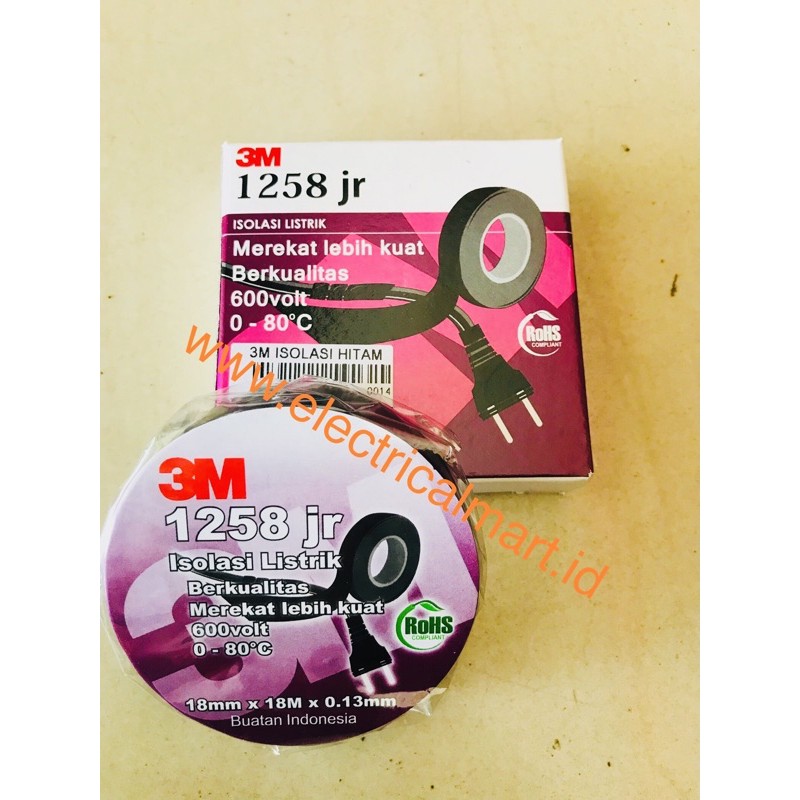 3M
1258 jr
ISOLASI LISTRIK
Merekat lebih kuat
Berkualitas
600volt
0 - 80°C
RoHS
COMPLIANT
3M ISOLASI HITAM
0014
www.electricalmart.id
3M
1258 jr
Isolasi Listrik
Berkualitas
Merekat lebih kuat
600volt
0 - 80°C
RoHS
COMPLIANT
18mm x 18M x 0.13mm
Buatan Indonesia